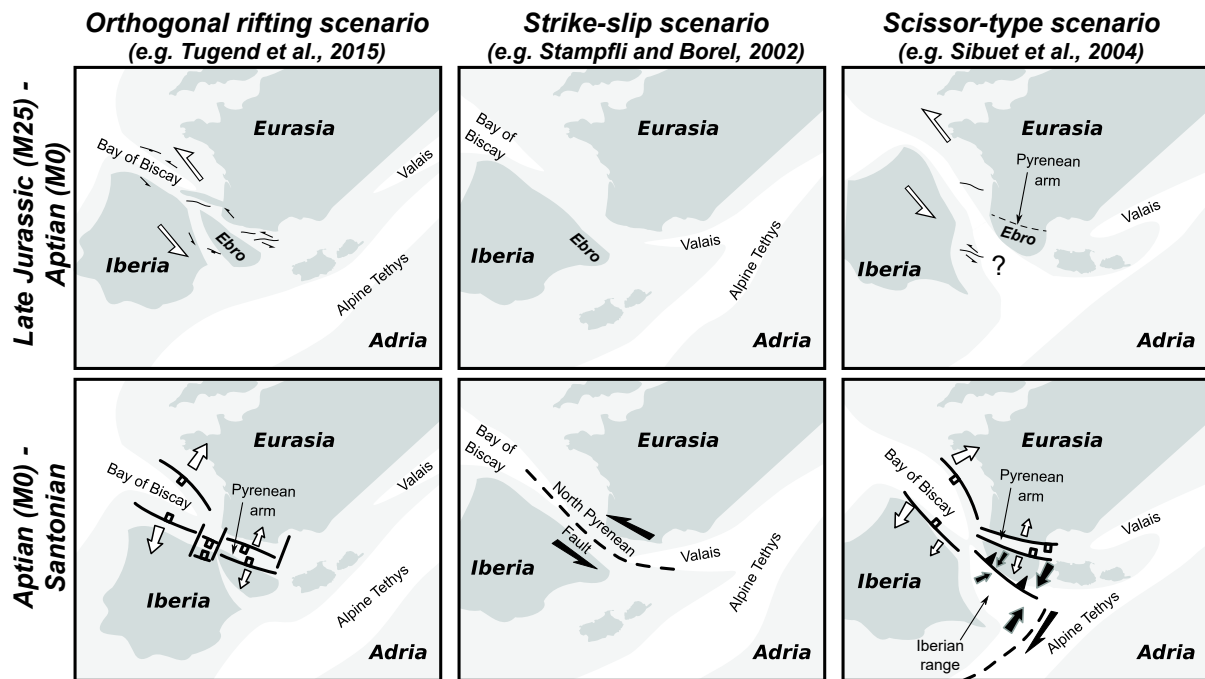 Orthogonal rifting scenario
(e.g. Tugend et al., 2015)
Strike-slip scenario
(e.g. Stampfli and Borel, 2002)
Scissor-type scenario
(e.g. Sibuet et al., 2004)
Late Jurassic (M25) -
Aptian (M0)
Eurasia
Bay of Biscay
Valais
Ebro
Iberia
Alpine Tethys
Adria
Bay of
Biscay
Eurasia
Ebro
Valais
Iberia
Alpine Tethys
Adria
Eurasia
Pyrenean
arm
Valais
Ebro
Iberia
?
Alpine Tethys
Adria
Aptian (M0) -
Santonian
Eurasia
Bay of Biscay
Pyrenean
arm
Valais
Iberia
Alpine Tethys
Adria
Bay of
Biscay
Eurasia
North Pyrenean
Fault
Valais
Iberia
Alpine Tethys
Adria
Eurasia
Bay of Biscay
Pyrenean
arm
Valais
Iberia
Iberian
range
Alpine Tethys
Adria